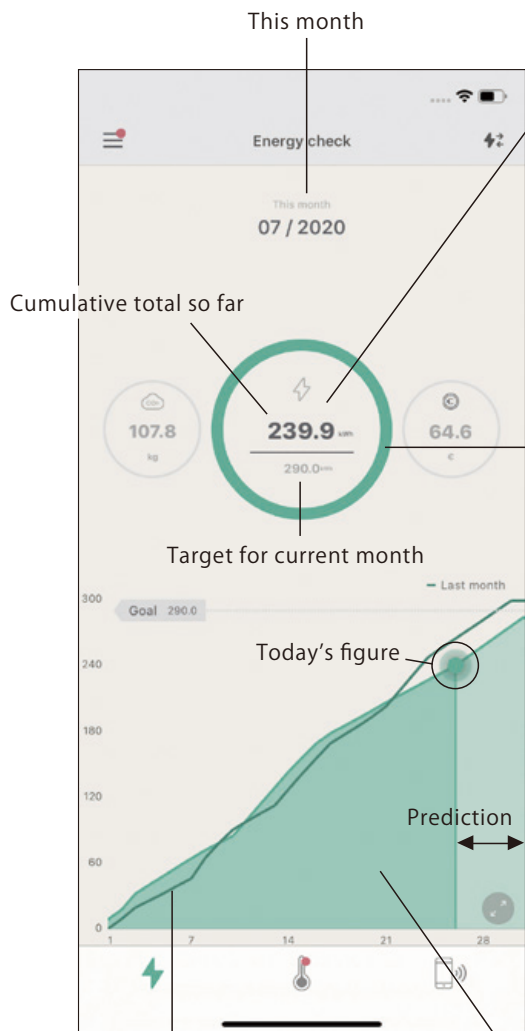 This month
Energy check
This month
07 / 2020
Cumulative total so far
CO2
107.8
kg
239.9 kWh
290.0 kWh
64.6
€
Target for current month
Last month
300
Goal 290.0
240
Today's figure
180
120
Prediction
60
0
1 7 14 21 28